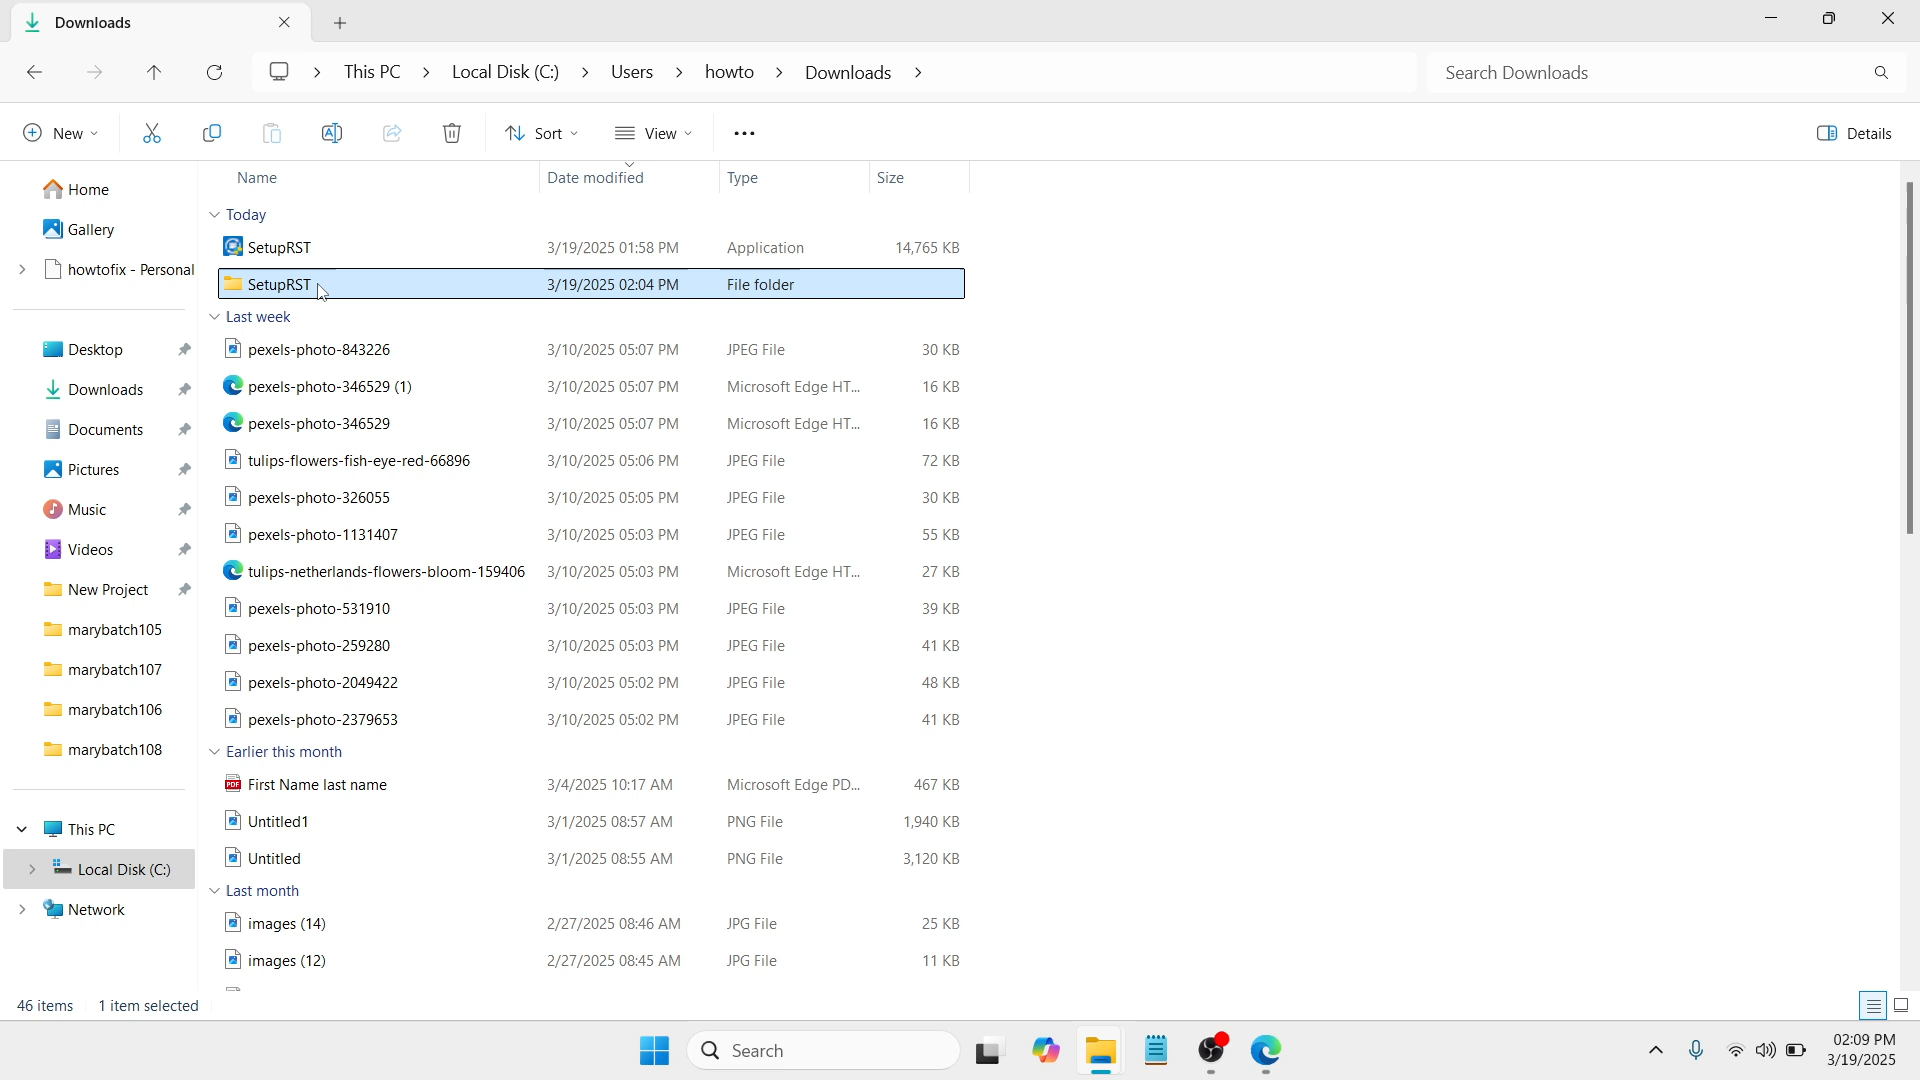 Downloads
This PC > Local Disk (C:) > Users > howto > Downloads >
Search Downloads
New
Sort
View
Details
Home
Gallery
howtofix - Personal
Desktop
Downloads
Documents
Pictures
Music
Videos
New Project
marybatch105
marybatch107
marybatch106
marybatch108
This PC
Local Disk (C:)
Network
Name Date modified Type Size
Today
SetupRST 3/19/2025 01:58 PM Application 14,765 KB
SetupRST 3/19/2025 02:04 PM File folder
Last week
pexels-photo-843226 3/10/2025 05:07 PM JPEG File 30 KB
pexels-photo-346529 (1) 3/10/2025 05:07 PM Microsoft Edge HT... 16 KB
pexels-photo-346529 3/10/2025 05:07 PM Microsoft Edge HT... 16 KB
tulips-flowers-fish-eye-red-66896 3/10/2025 05:06 PM JPEG File 72 KB
pexels-photo-326055 3/10/2025 05:05 PM JPEG File 30 KB
pexels-photo-1131407 3/10/2025 05:03 PM JPEG File 55 KB
tulips-netherlands-flowers-bloom-159406 3/10/2025 05:03 PM Microsoft Edge HT... 27 KB
pexels-photo-531910 3/10/2025 05:03 PM JPEG File 39 KB
pexels-photo-259280 3/10/2025 05:03 PM JPEG File 41 KB
pexels-photo-2049422 3/10/2025 05:02 PM JPEG File 48 KB
pexels-photo-2379653 3/10/2025 05:02 PM JPEG File 41 KB
Earlier this month
PDF First Name last name 3/4/2025 10:17 AM Microsoft Edge PD... 467 KB
Untitled1 3/1/2025 08:57 AM PNG File 1,940 KB
Untitled 3/1/2025 08:55 AM PNG File 3,120 KB
Last month
images (14) 2/27/2025 08:46 AM JPG File 25 KB
images (12) 2/27/2025 08:45 AM JPG File 11 KB
46 items 1 item selected
Search
02:09 PM
3/19/2025